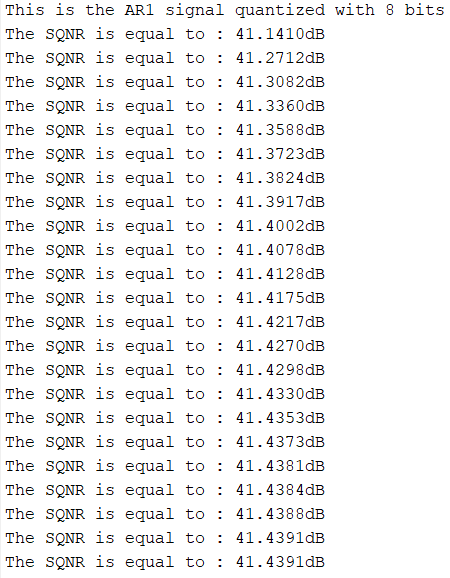 This is the AR1 signal quantized with 8 bits
The SQNR is equal to : 41.1410dB
The SQNR is equal to : 41.2712dB
The SQNR is equal to : 41.3082dB
The SQNR is equal to : 41.3360dB
The SQNR is equal to : 41.3588dB
The SQNR is equal to : 41.3723dB
The SQNR is equal to : 41.3824dB
The SQNR is equal to : 41.3917dB
The SQNR is equal to : 41.4002dB
The SQNR is equal to : 41.4078dB
The SQNR is equal to : 41.4128dB
The SQNR is equal to : 41.4175dB
The SQNR is equal to : 41.4217dB
The SQNR is equal to : 41.4270dB
The SQNR is equal to : 41.4298dB
The SQNR is equal to : 41.4330dB
The SQNR is equal to : 41.4353dB
The SQNR is equal to : 41.4373dB
The SQNR is equal to : 41.4381dB
The SQNR is equal to : 41.4384dB
The SQNR is equal to : 41.4388dB
The SQNR is equal to : 41.4391dB
The SQNR is equal to : 41.4391dB